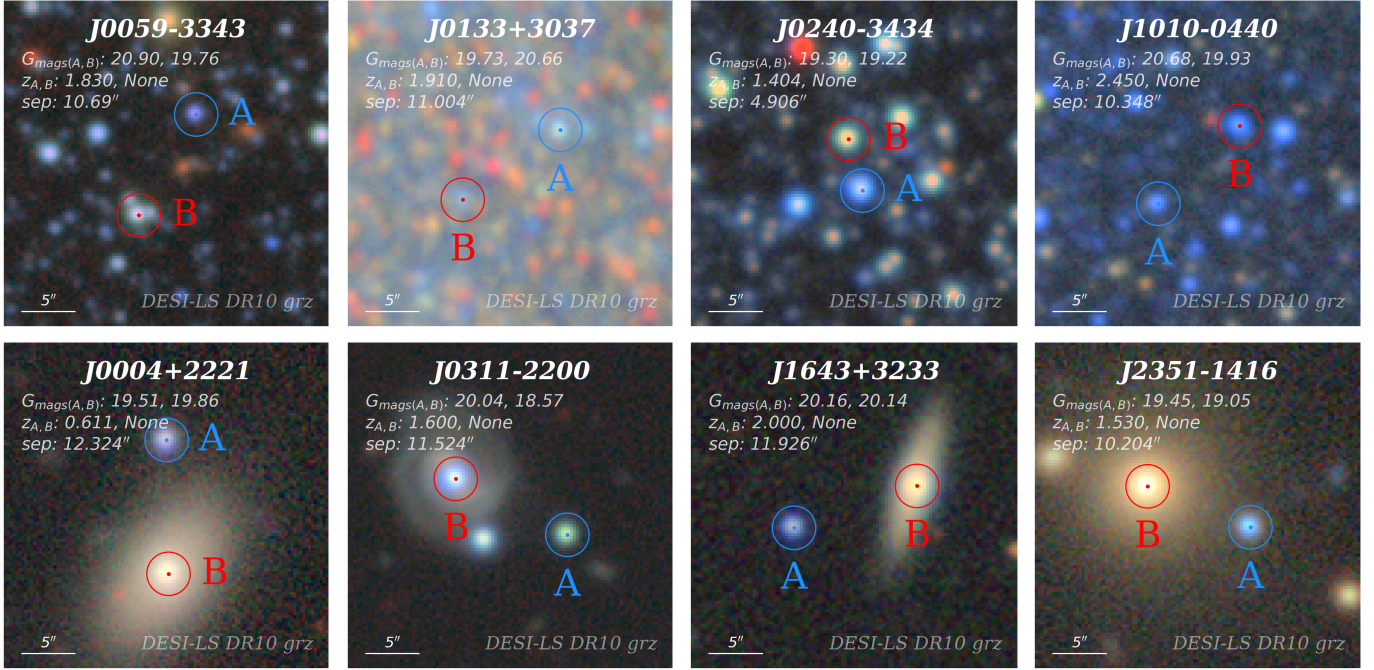 J0059-3343
G_mags(A,B): 20.90, 19.76
z_A,B: 1.830, None
sep: 10.69″
A
B
5″
DESI-LS DR10 grz
J0133+3037
G_mags(A,B): 19.73, 20.66
z_A,B: 1.910, None
sep: 11.004″
A
B
5″
DESI-LS DR10 grz
J0240-3434
G_mags(A,B): 19.30, 19.22
z_A,B: 1.404, None
sep: 4.906″
B
A
5″
DESI-LS DR10 grz
J1010-0440
G_mags(A,B): 20.68, 19.93
z_A,B: 2.450, None
sep: 10.348″
B
A
5″
DESI-LS DR10 grz
J0004+2221
G_mags(A,B): 19.51, 19.86
z_A,B: 0.611, None
sep: 12.324″
A
B
5″
DESI-LS DR10 grz
J0311-2200
G_mags(A,B): 20.04, 18.57
z_A,B: 1.600, None
sep: 11.524″
B
A
5″
DESI-LS DR10 grz
J1643+3233
G_mags(A,B): 20.16, 20.14
z_A,B: 2.000, None
sep: 11.926″
B
A
5″
DESI-LS DR10 grz
J2351-1416
G_mags(A,B): 19.45, 19.05
z_A,B: 1.530, None
sep: 10.204″
B
A
5″
DESI-LS DR10 grz